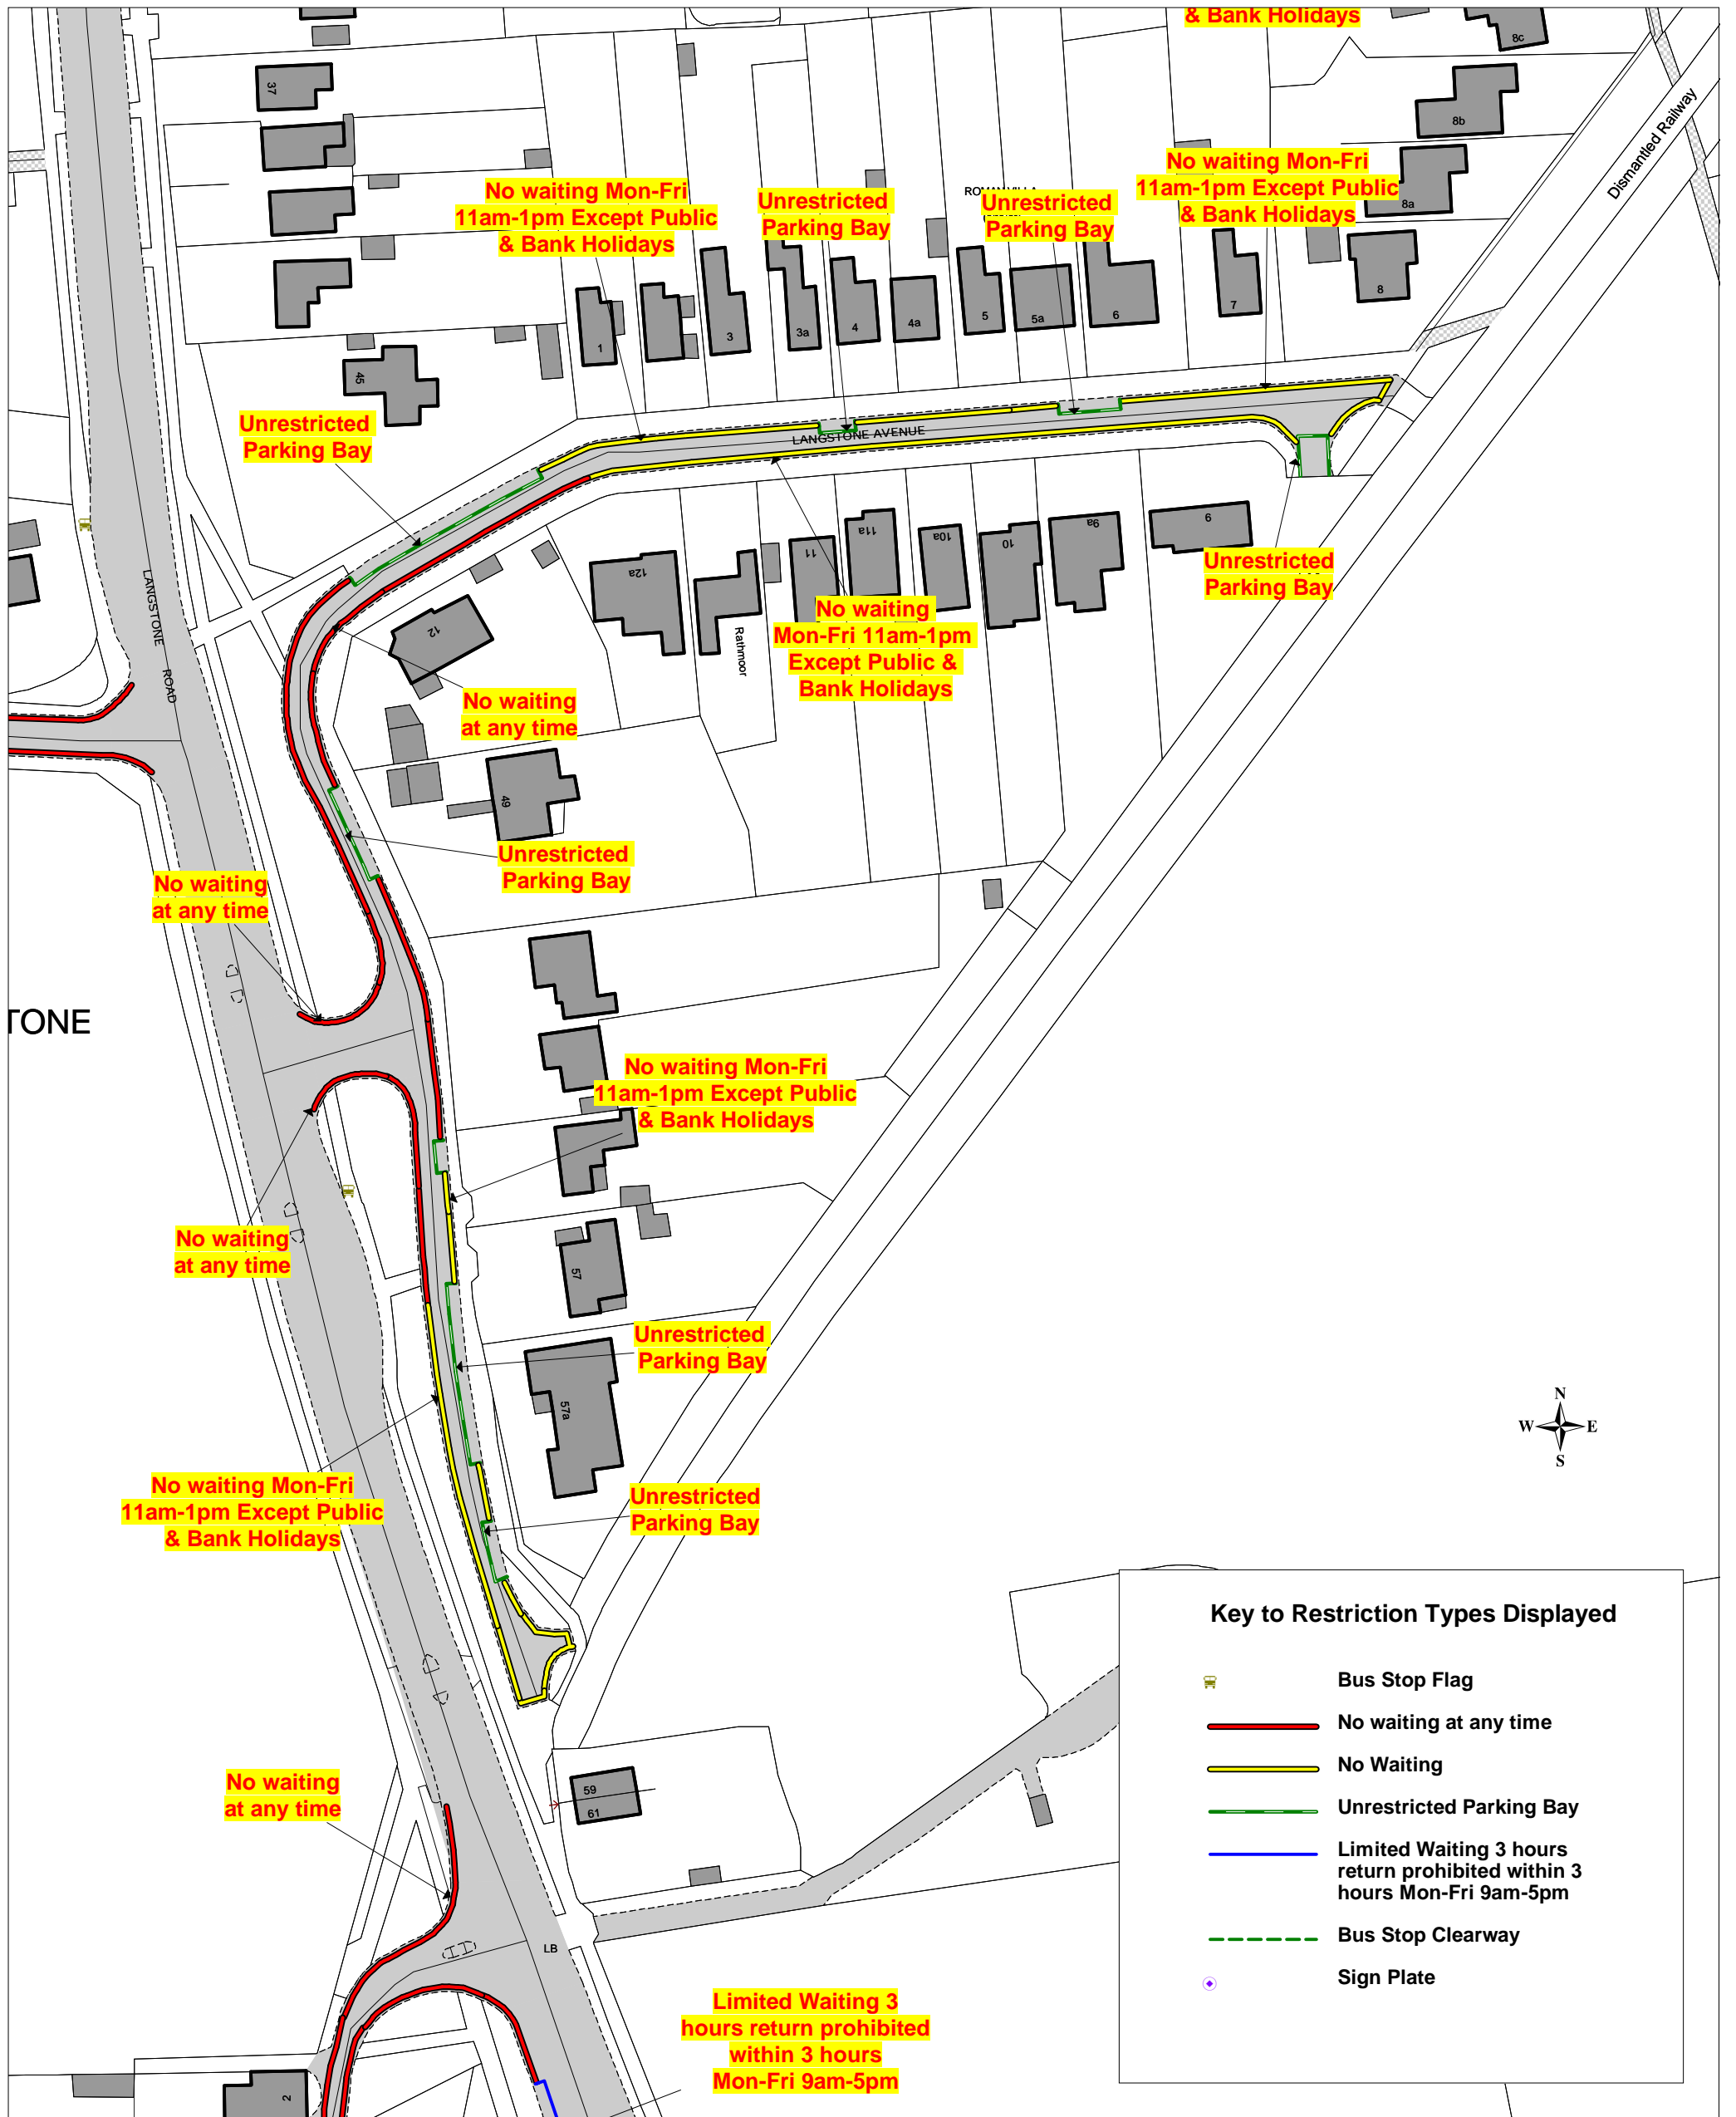 & Bank Holidays
8c
37
8b
Dismantled Railway
No waiting Mon-Fri
11am-1pm Except Public
& Bank Holidays
8a
No waiting Mon-Fri
11am-1pm Except Public
& Bank Holidays
Unrestricted
Parking Bay
Unrestricted
Parking Bay
1
3
3a
4
4a
5
5a
6
7
8
45
Unrestricted
Parking Bay
LANGSTONE AVENUE
LANGSTONE
ROAD
12
12a
Rathmoor
11
11a
10a
10
9a
9
Unrestricted
Parking Bay
No waiting
Mon-Fri 11am-1pm
Except Public &
Bank Holidays
No waiting
at any time
49
Unrestricted
Parking Bay
No waiting
at any time
TONE
No waiting Mon-Fri
11am-1pm Except Public
& Bank Holidays
No waiting
at any time
57
Unrestricted
Parking Bay
57a
N
W
E
S
No waiting Mon-Fri
11am-1pm Except Public
& Bank Holidays
Unrestricted
Parking Bay
Key to Restriction Types Displayed
Bus Stop Flag
No waiting at any time
No Waiting
Unrestricted Parking Bay
Limited Waiting 3 hours
return prohibited within 3
hours Mon-Fri 9am-5pm
Bus Stop Clearway
Sign Plate
59
61
No waiting
at any time
LB
Limited Waiting 3
hours return prohibited
within 3 hours
Mon-Fri 9am-5pm
2